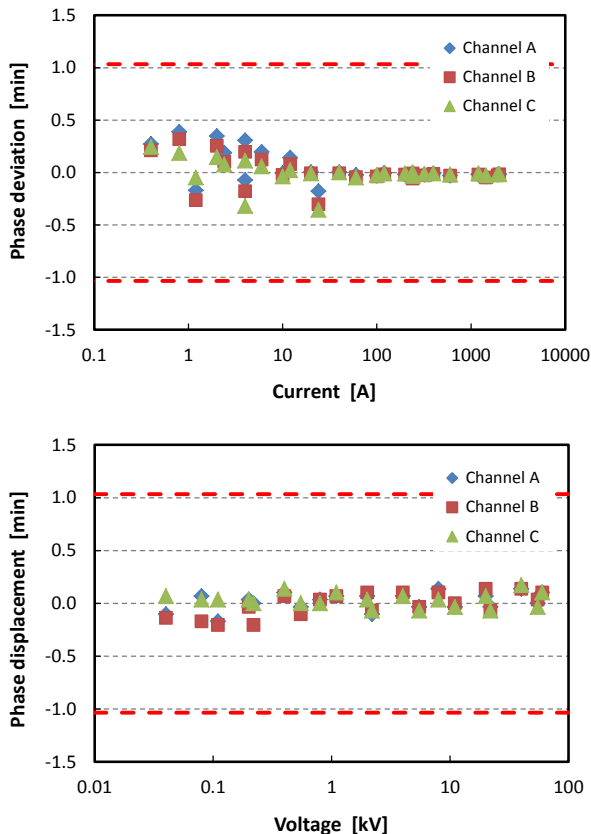 1.5
1.0
0.5
0.0
-0.5
-1.0
-1.5
Phase deviation [min]
Channel A
Channel B
Channel C
0.1
1
10
100
1000
10000
Current [A]
1.5
1.0
0.5
0.0
-0.5
-1.0
-1.5
Phase displacement [min]
Channel A
Channel B
Channel C
0.01
0.1
1
10
100
Voltage [kV]